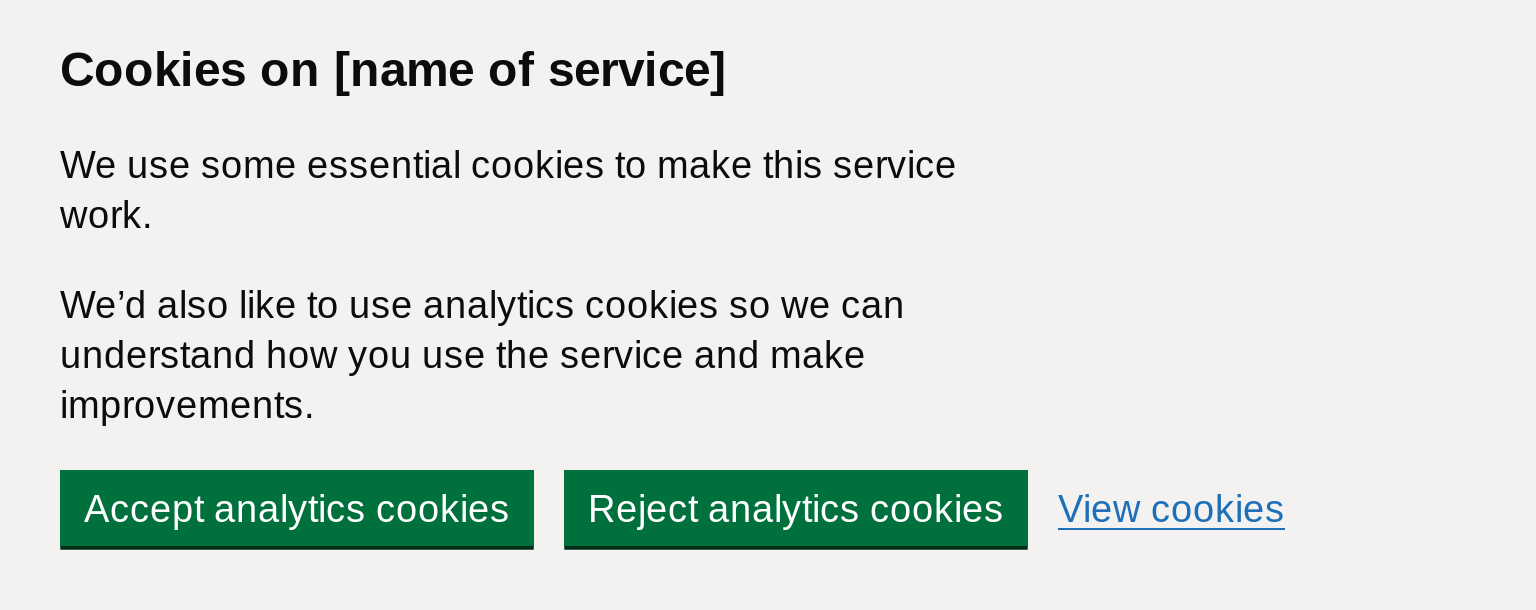 Cookies on [name of service]
We use some essential cookies to make this service
work.
We’d also like to use analytics cookies so we can
understand how you use the service and make
improvements.
Accept analytics cookies
Reject analytics cookies
View cookies